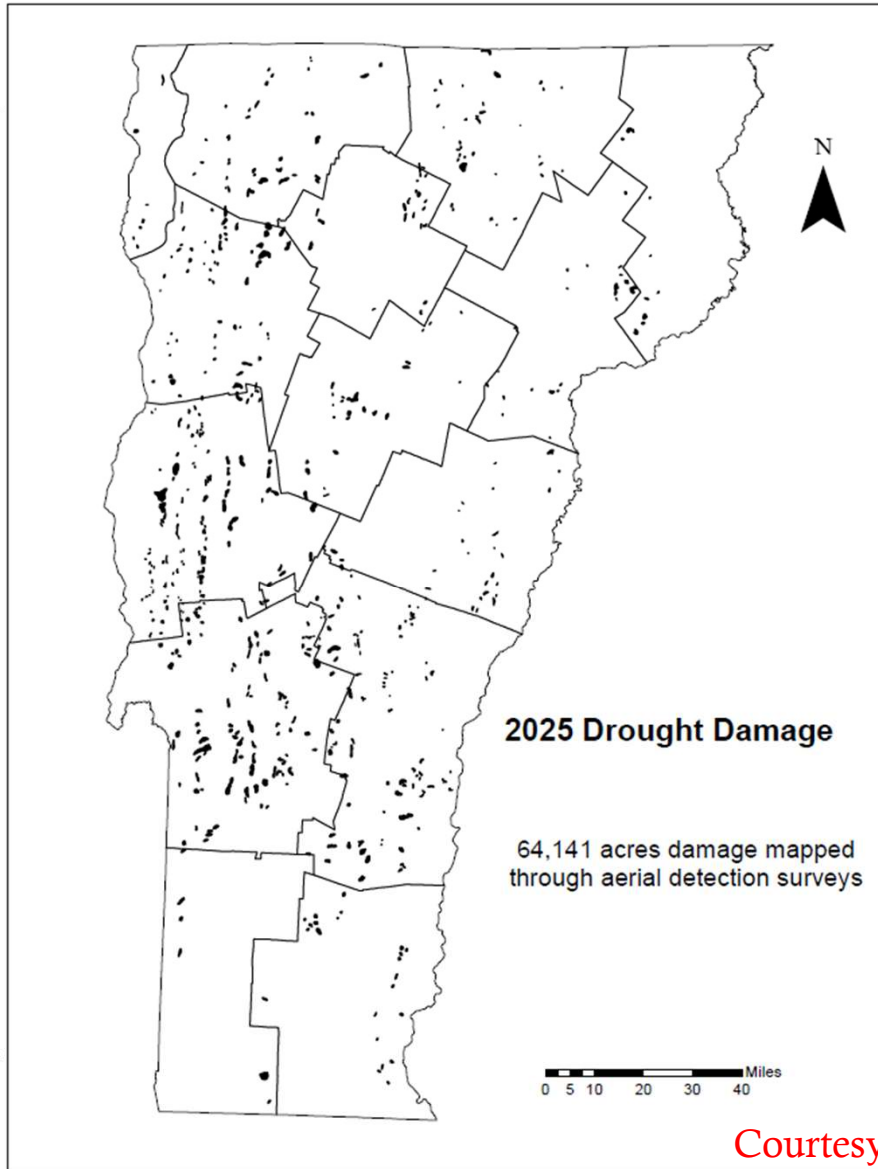 N
2025 Drought Damage
64,141 acres damage mapped
through aerial detection surveys
Miles
0 5 10 20 30 40
Courtesy